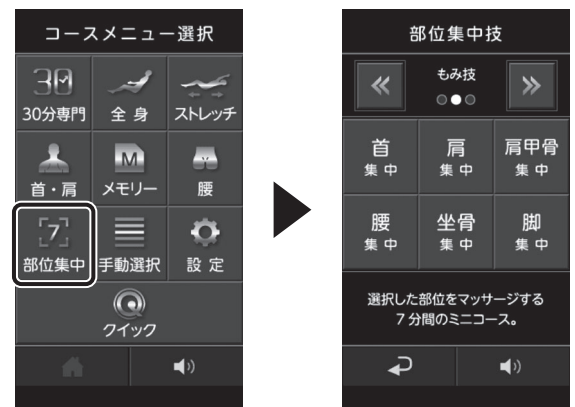 コースメニュー選択
30
30分専門
全身
ストレッチ
首・肩
M
メモリー
腰
7
部位集中
手動選択
設定
クイック
部位集中技
もみ技
首
集中
肩
集中
肩甲骨
集中
腰
集中
坐骨
集中
脚
集中
選択した部位をマッサージする
7分間のミニコース。